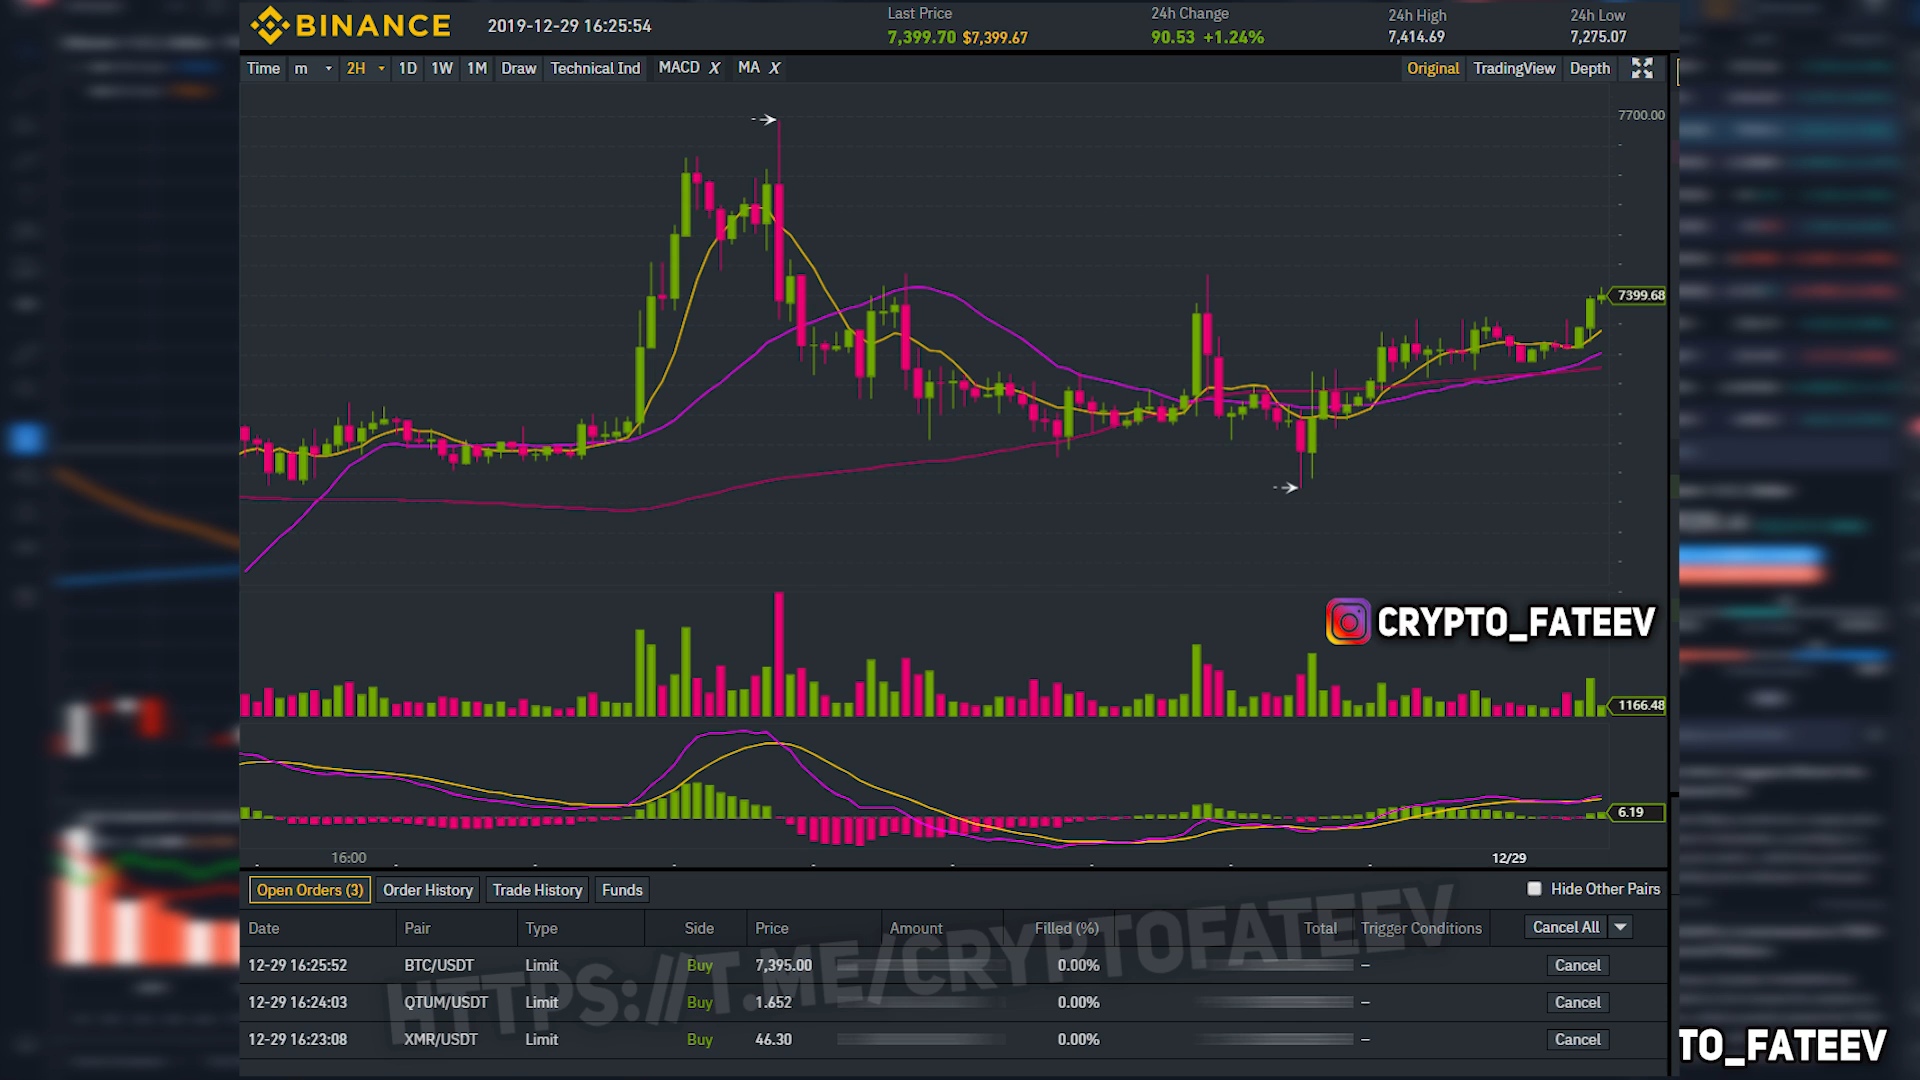 BINANCE 2019-12-29 16:25:54
Last Price 24h Change 24h High 24h Low
7,399.70 $7,399.67 90.53 +1.24% 7,414.69 7,275.07
Time m 2H 1D 1W 1M Draw Technical Ind MACD X MA X Original TradingView Depth
7700.00
7399.68
CRYPTO_FATEEV
1166.48
6.19
16:00 12/29
Open Orders (3) Order History Trade History Funds Hide Other Pairs
Date Pair Type Side Price Amount Filled (%) Total Trigger Conditions Cancel All
12-29 16:25:52 BTC/USDT Limit Buy 7,395.00 0.00% – Cancel
12-29 16:24:03 QTUM/USDT Limit Buy 1.652 0.00% – Cancel
12-29 16:23:08 XMR/USDT Limit Buy 46.30 0.00% – Cancel
HTTPS://T.ME/CRYPTOFATEEV
TO_FATEEV